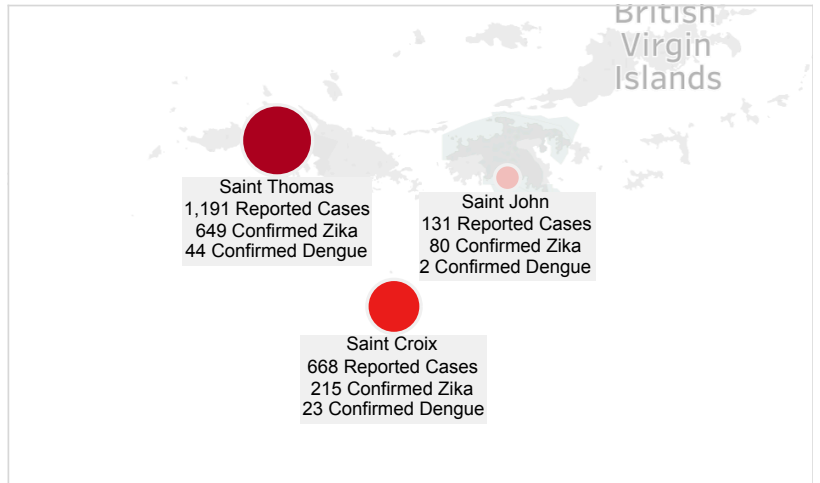 British
Virgin
Islands
Saint Thomas
1,191 Reported Cases
649 Confirmed Zika
44 Confirmed Dengue
Saint John
131 Reported Cases
80 Confirmed Zika
2 Confirmed Dengue
Saint Croix
668 Reported Cases
215 Confirmed Zika
23 Confirmed Dengue